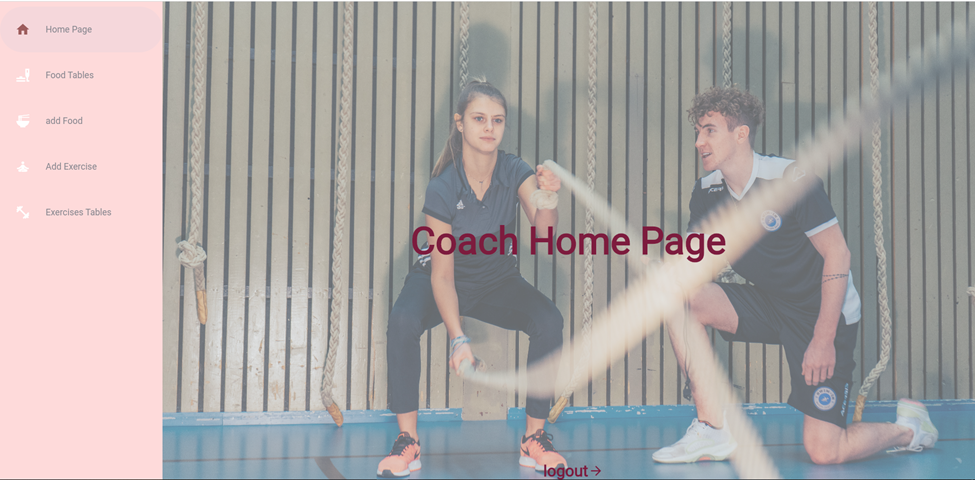 Home Page
Food Tables
add Food
Add Exercise
Exercises Tables
Coach Home Page
logout